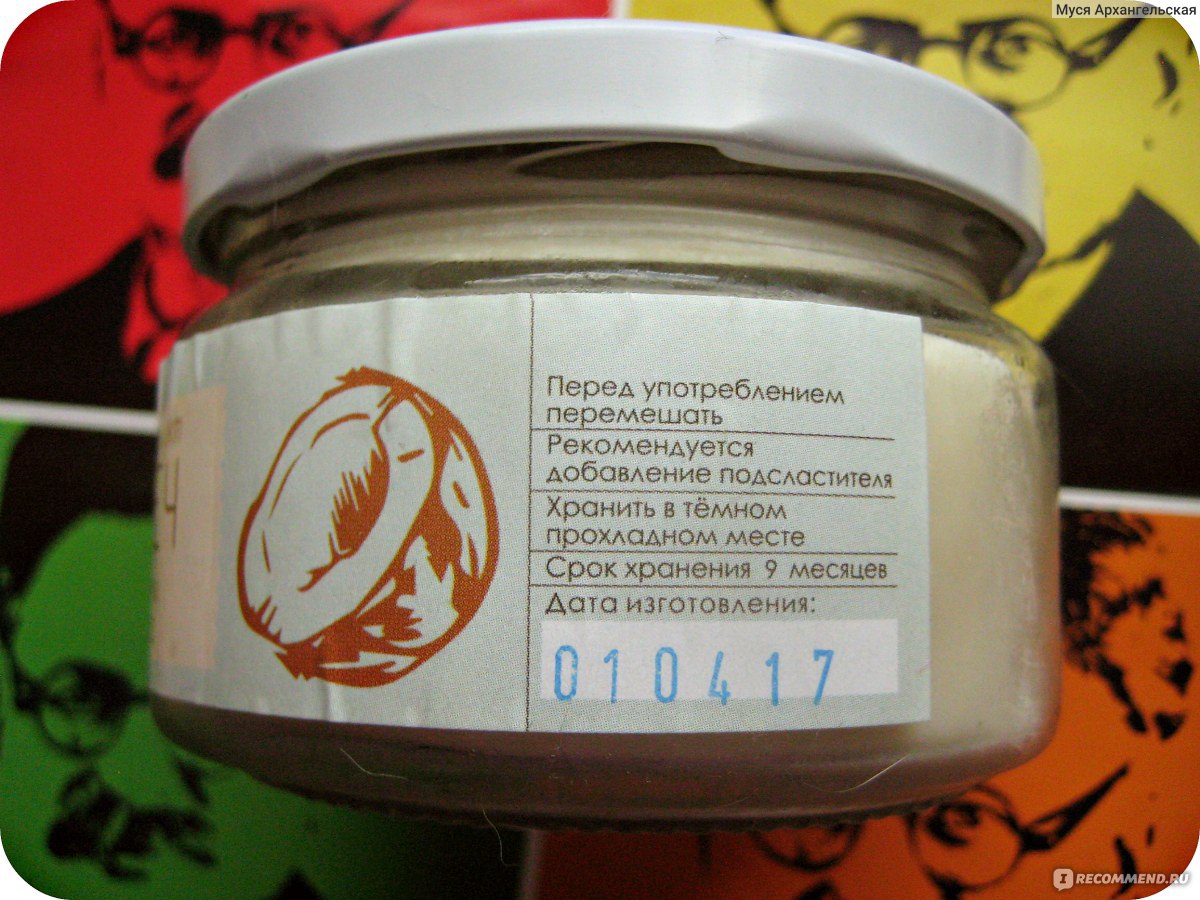 Муся Архангельская
Перед употреблением
перемешать
Рекомендуется
добавление подсластителя
Хранить в тёмном
прохладном месте
Срок хранения 9 месяцев
Дата изготовления:
010417
IRECOMMEND.RU